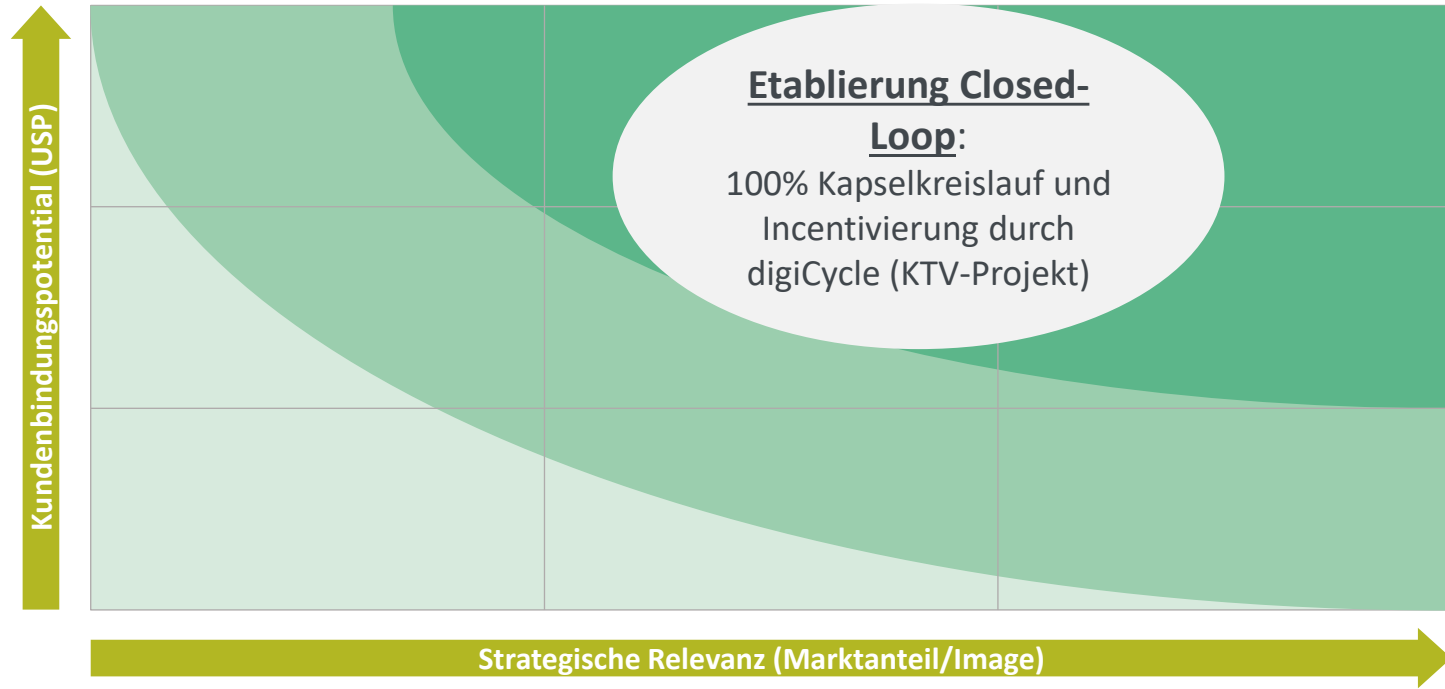 Kundenbindungspotential (USP)
Etablierung Closed-
Loop:
100% Kapselkreislauf und
Incentivierung durch
digiCycle (KTV-Projekt)
Strategische Relevanz (Marktanteil/Image)